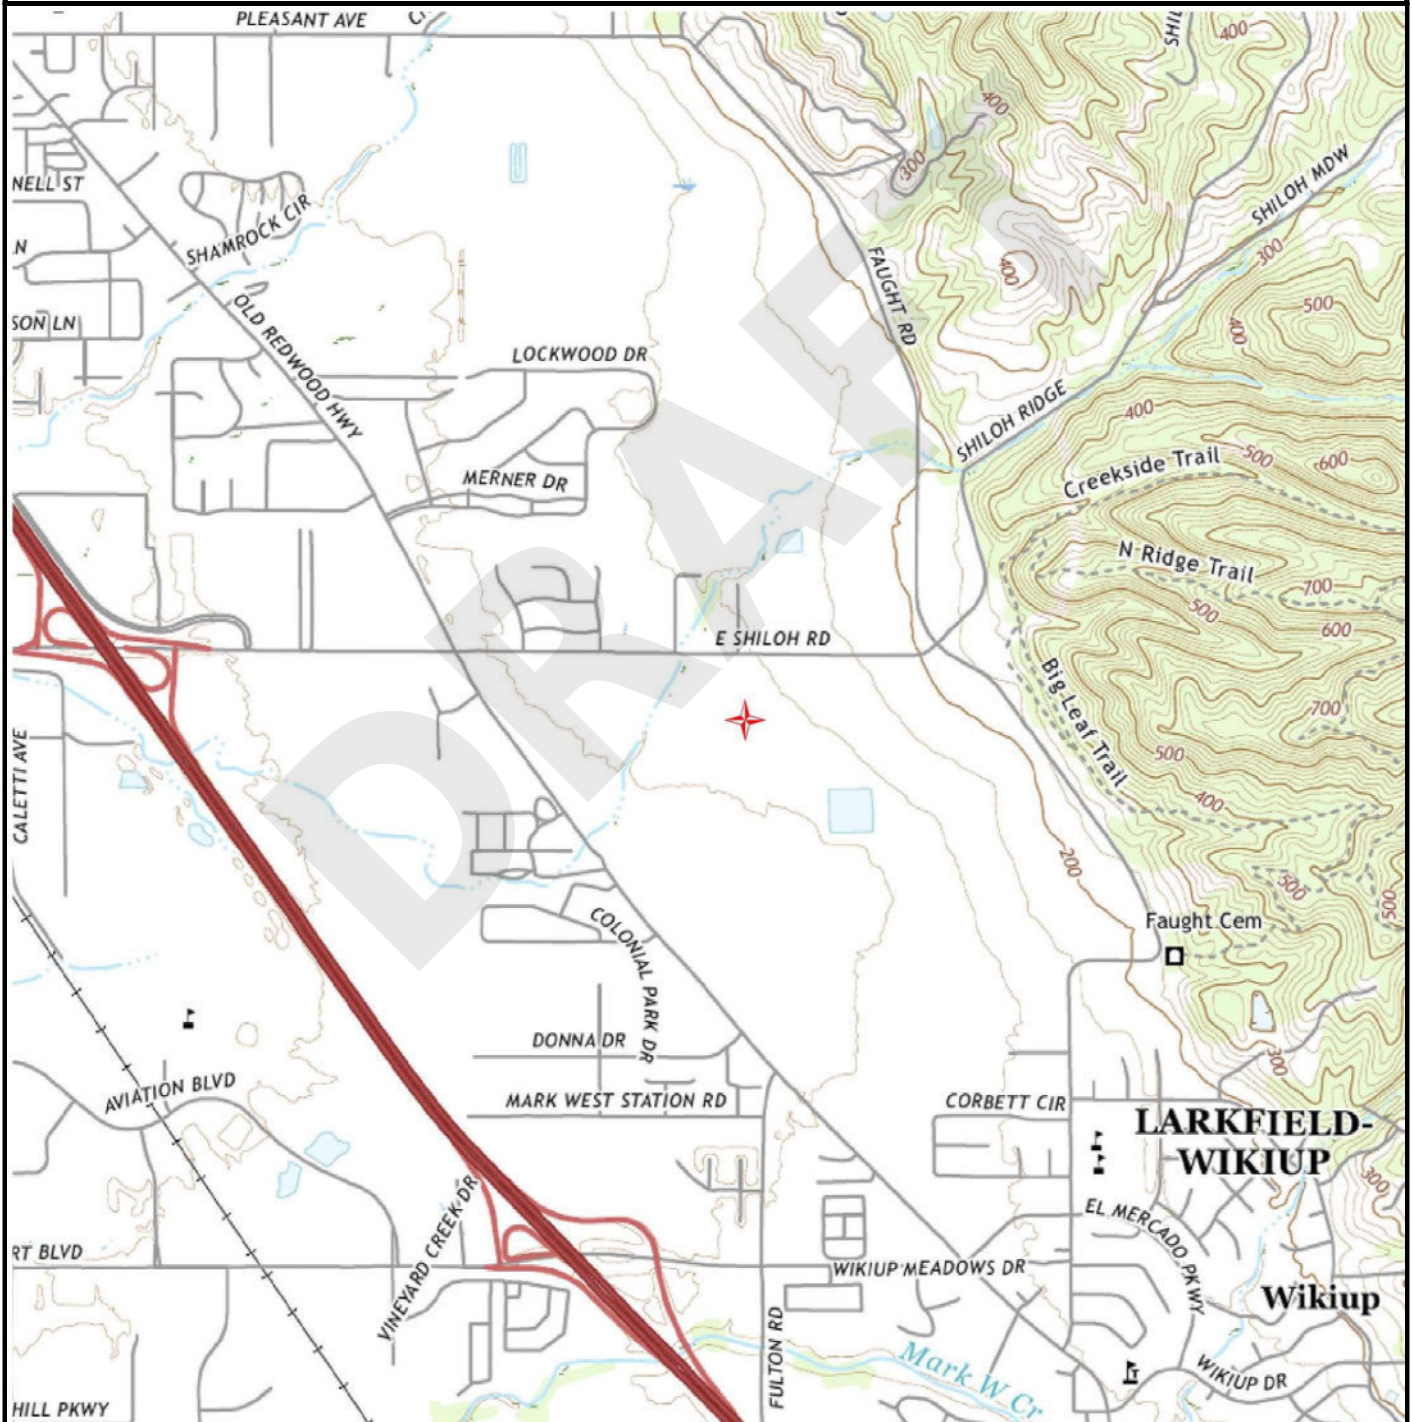 PLEASANT AVE
SHIL
400
400
300
SHILOH MDW
NELL ST
SHAMROCK CIR
LN
FAUGHT RD
400
300
500
400
SON LN
OLD REDWOOD HWY
LOCKWOOD DR
SHILOH RIDGE
400
MERNER DR
Creekside Trail
500
600
N Ridge Trail
700
500
600
E SHILOH RD
Big Leaf Trail
700
500
400
CALETTI AVE
200
500
500
Faught Cem
COLONIAL PARK DR
DONNA DR
300
AVIATION BLVD
MARK WEST STATION RD
CORBETT CIR
LARKFIELD-
WIKIUP
300
VINEYARD CREEK DR
EL MERCADO PKWY
RT BLVD
WIKIUP MEADOWS DR
Wikiup
FULTON RD
Mark W Cr
WIKIUP DR
HILL PKWY
DRAFT